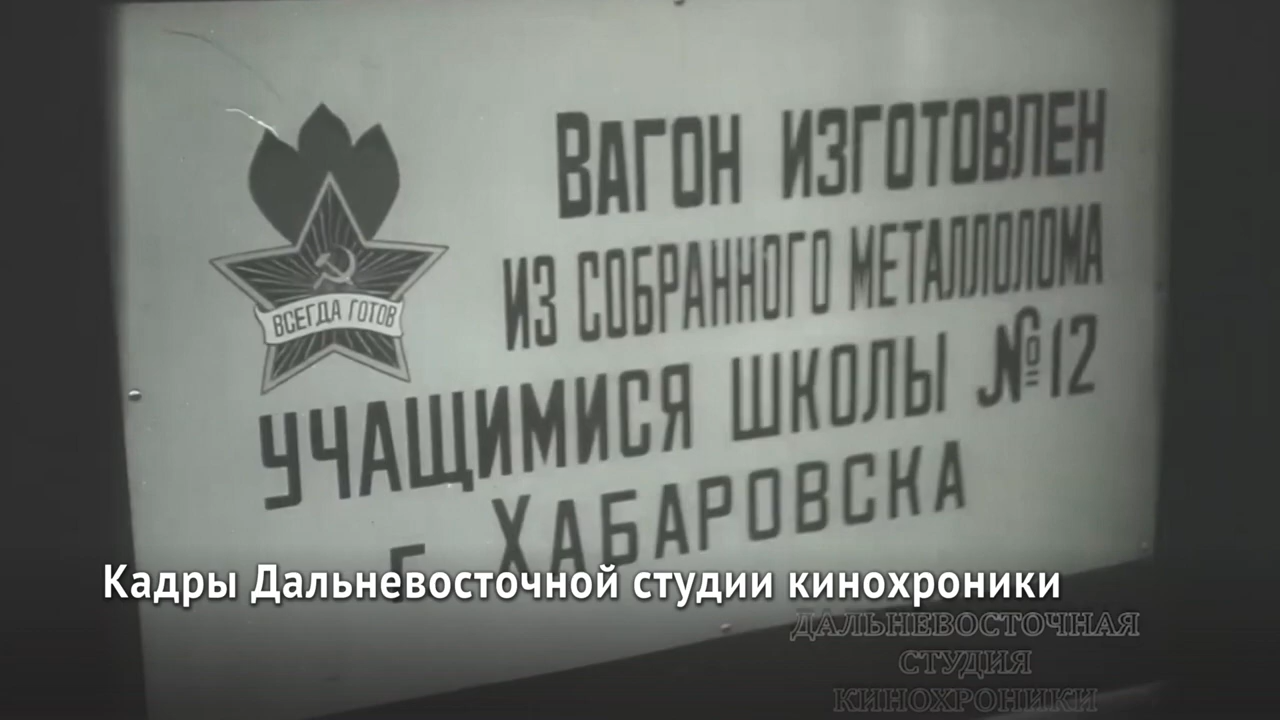 ВАГОН ИЗГОТОВЛЕН
ИЗ СОБРАННОГО МЕТАЛЛОЛОМА
ВСЕГДА ГОТОВ
УЧАЩИМИСЯ ШКОЛЫ №12
г. ХАБАРОВСКА
Кадры Дальневосточной студии кинохроники
ДАЛЬНЕВОСТОЧНАЯ
СТУДИЯ
КИНОХРОНИКИ